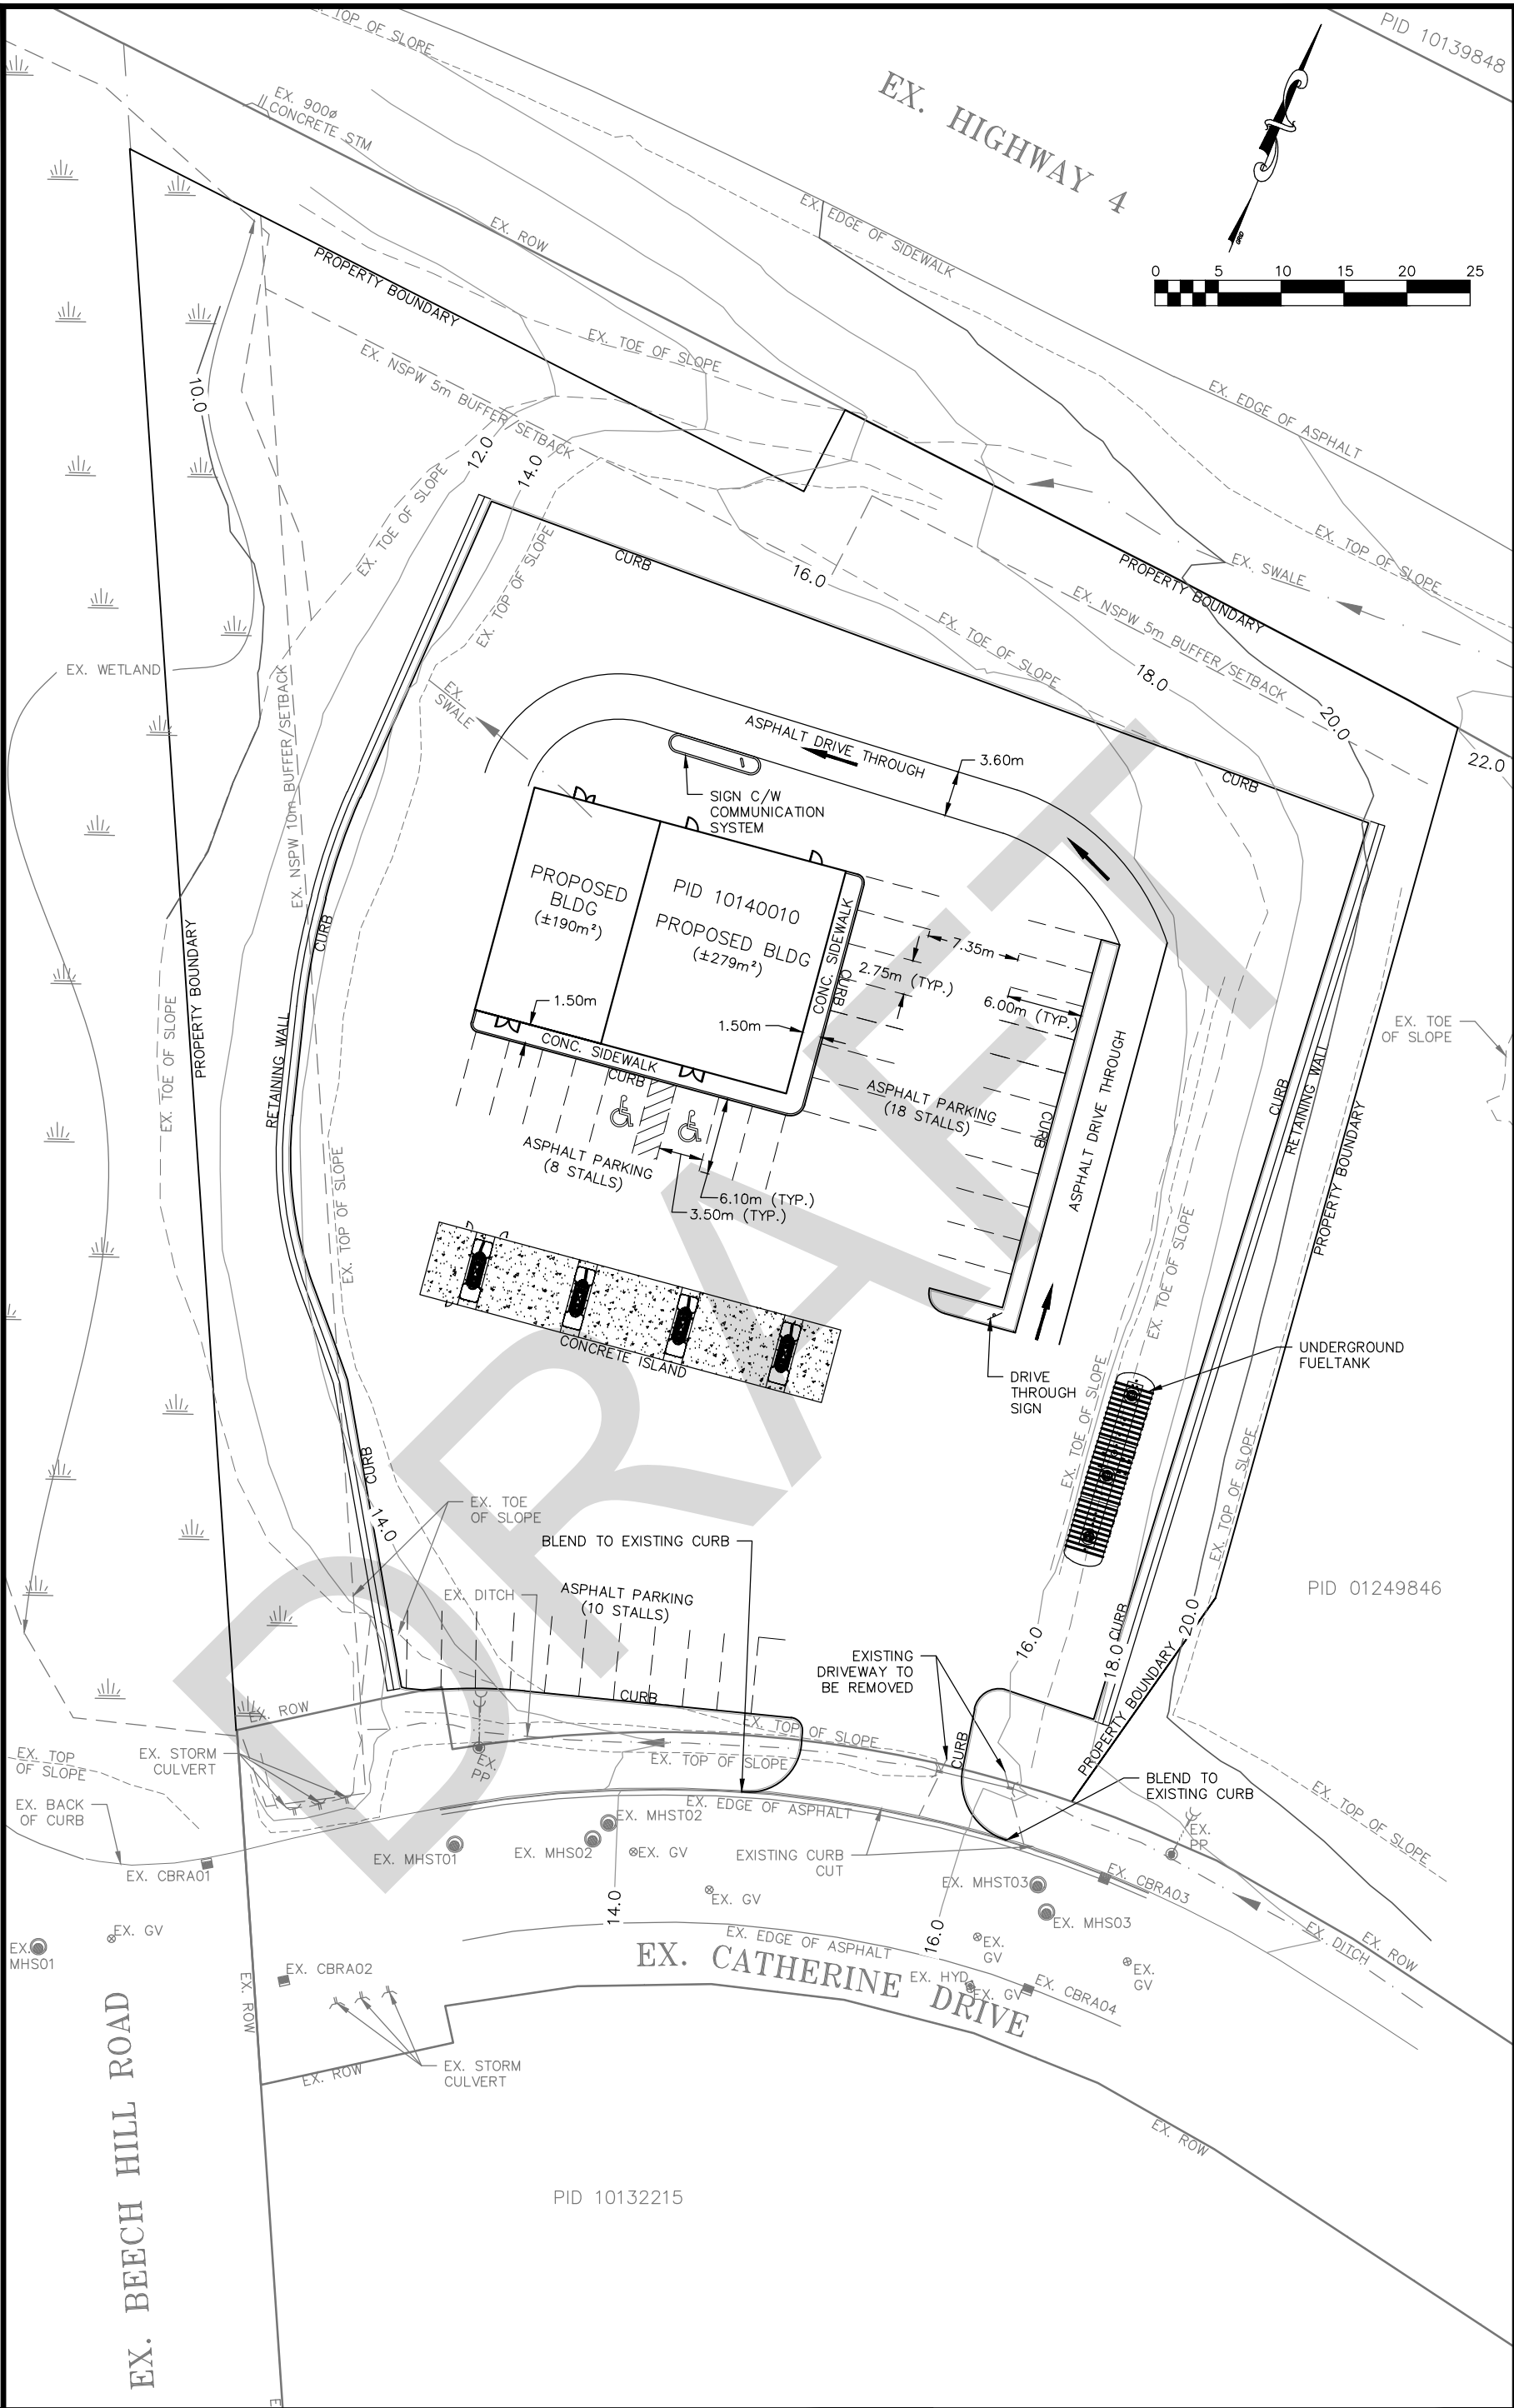 PID 10139848
EX. TOP OF SLOPE
EX. 900ø
CONCRETE STM
EX. HIGHWAY 4
GRID
0 5 10 15 20 25
EX. ROW
EX. EDGE OF SIDEWALK
PROPERTY BOUNDARY
EX. TOE OF SLOPE
EX. NSPW 5m BUFFER/SETBACK
EX. EDGE OF ASPHALT
10.0
12.0
14.0
EX. TOE OF SLOPE
EX. TOP OF SLOPE
CURB
16.0
EX. TOP OF SLOPE
EX. SWALE
PROPERTY BOUNDARY
EX. NSPW 5m BUFFER/SETBACK
EX. TOE OF SLOPE
18.0
20.0
22.0
EX. WETLAND
EX. NSPW 10m BUFFER/SETBACK
EX.
SWALE
ASPHALT DRIVE THROUGH
3.60m
CURB
SIGN C/W
COMMUNICATION
SYSTEM
PROPOSED
BLDG
(±190m²)
PID 10140010
PROPOSED BLDG
(±279m²)
CONC. SIDEWALK
CURB
7.35m
2.75m (TYP.)
6.00m (TYP.)
1.50m
1.50m
CONC. SIDEWALK
CURB
CURB
PROPERTY BOUNDARY
EX. TOE OF SLOPE
RETAINING WALL
EX. TOP OF SLOPE
ASPHALT PARKING
(18 STALLS)
CURB
ASPHALT DRIVE THROUGH
EX. TOE
OF SLOPE
CURB
RETAINING WALL
PROPERTY BOUNDARY
ASPHALT PARKING
(8 STALLS)
6.10m (TYP.)
3.50m (TYP.)
EX. TOE OF SLOPE
CONCRETE ISLAND
DRIVE
THROUGH
SIGN
UNDERGROUND
FUELTANK
EX. TOE OF SLOPE
EX. TOP OF SLOPE
CURB
14.0
EX. TOE
OF SLOPE
BLEND TO EXISTING CURB
EX. DITCH
ASPHALT PARKING
(10 STALLS)
PID 01249846
EXISTING
DRIVEWAY TO
BE REMOVED
16.0
18.0
CURB
20.0
PROPERTY BOUNDARY
PROPERTY BOUNDARY
CURB
CURB
EX. ROW
EX. TOP OF SLOPE
EX. TOP OF SLOPE
EX. TOP
OF SLOPE
EX. STORM
CULVERT
EX.
PP
EX. BACK
OF CURB
EX. CBRA01
EX. MHST01
EX. MHST02
EX. MHS02
EX. GV
EX. EDGE OF ASPHALT
EXISTING CURB
CUT
BLEND TO
EXISTING CURB
EX.
PP
EX. TOP OF SLOPE
EX. MHST03
EX. CBRA03
EX. MHS03
EX. GV
14.0
16.0
EX. EDGE OF ASPHALT
EX.
GV
EX.
GV
EX. DITCH
EX. ROW
EX.
MHS01
EX. GV
EX. CBRA02
EX. CATHERINE DRIVE
EX. HYD
EX. GV
EX. CBRA04
EX. ROW
EX. STORM
CULVERT
EX. ROW
EX. ROW
EX. BEECH HILL ROAD
PID 10132215
DRAFT